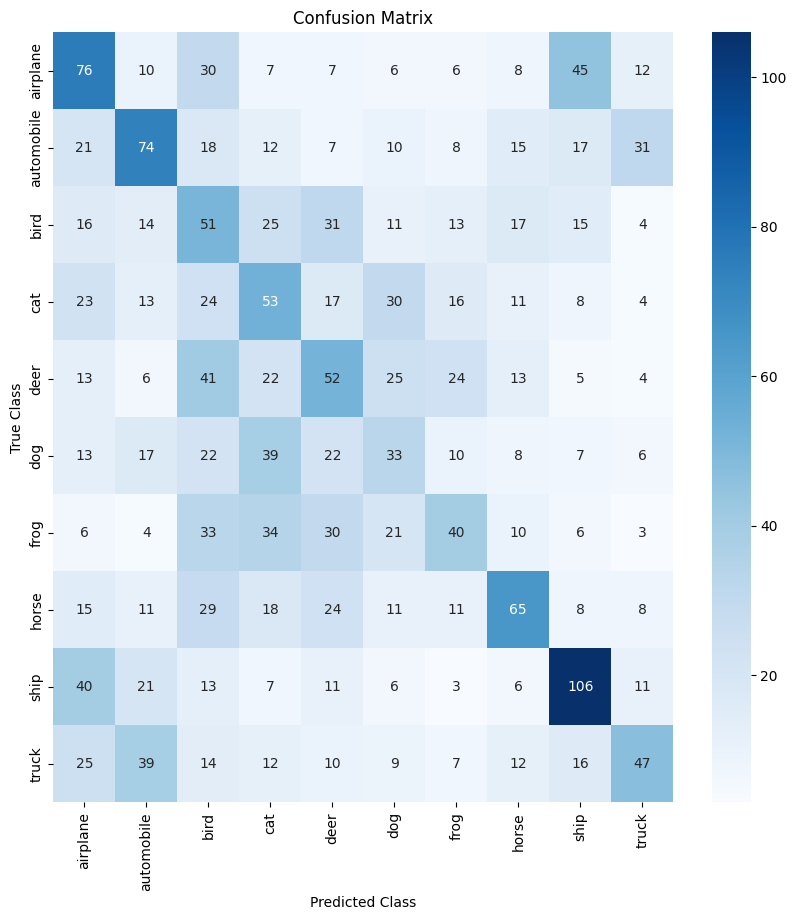 Confusion Matrix
airplane 76 10 30 7 7 6 6 8 45 12
automobile 21 74 18 12 7 10 8 15 17 31
bird 16 14 51 25 31 11 13 17 15 4
cat 23 13 24 53 17 30 16 11 8 4
deer 13 6 41 22 52 25 24 13 5 4
dog 13 17 22 39 22 33 10 8 7 6
frog 6 4 33 34 30 21 40 10 6 3
horse 15 11 29 18 24 11 11 65 8 8
ship 40 21 13 7 11 6 3 6 106 11
truck 25 39 14 12 10 9 7 12 16 47
True Class
airplane automobile bird cat deer dog frog horse ship truck
Predicted Class
100
80
60
40
20